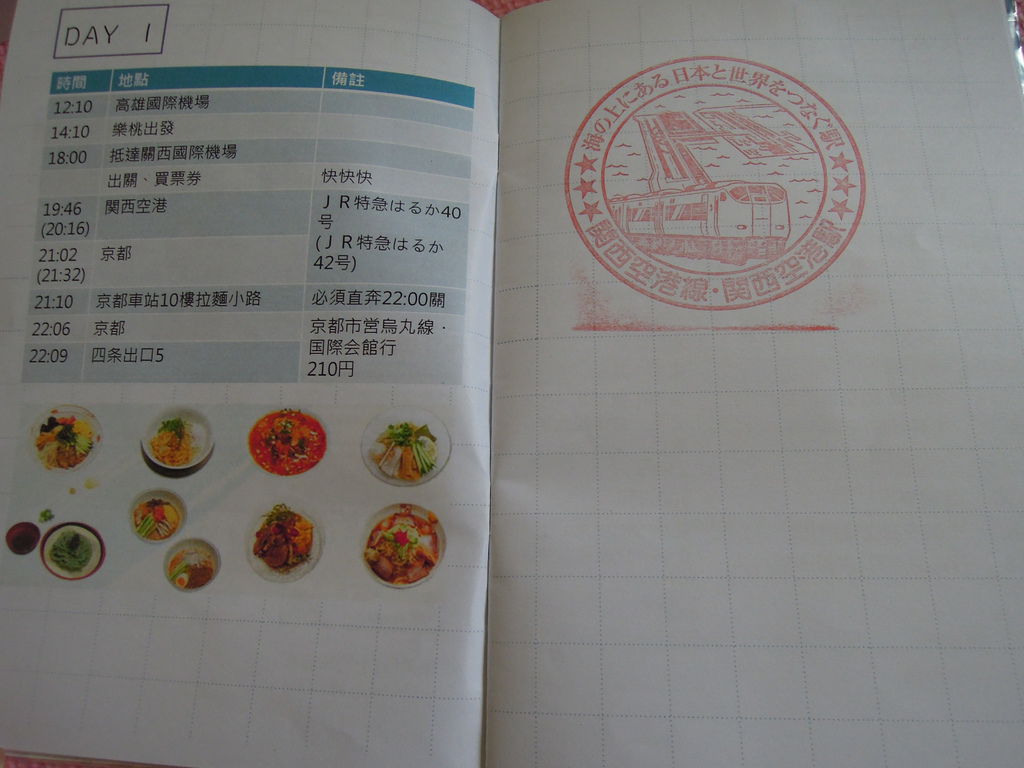 DAY 1
時間 地點 備註
12:10 高雄國際機場
14:10 樂桃出發
18:00 抵達關西國際機場
出關、買票券 快快快
19:46 関西空港 ＪＲ特急はるか40
(20:16) 号
21:02 京都 (ＪＲ特急はるか
(21:32) 42号)
21:10 京都車站10樓拉麵小路 必須直奔22:00關
22:06 京都 京都市営烏丸線・
22:09 四条出口5 国際会館行
210円
海の上にある日本と世界をつなぐ駅
関西空港線・関西空港駅